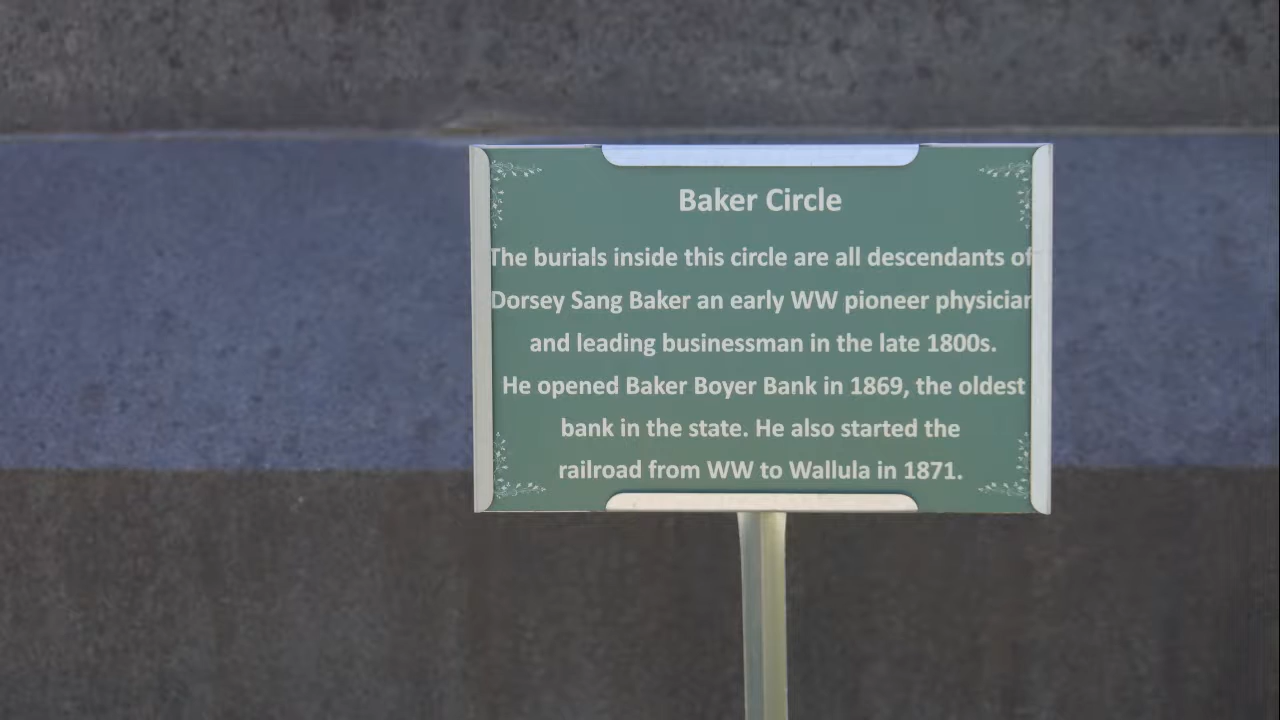 Baker Circle
The burials inside this circle are all descendants of
Dorsey Sang Baker an early WW pioneer physician
and leading businessman in the late 1800s.
He opened Baker Boyer Bank in 1869, the oldest
bank in the state. He also started the
railroad from WW to Wallula in 1871.